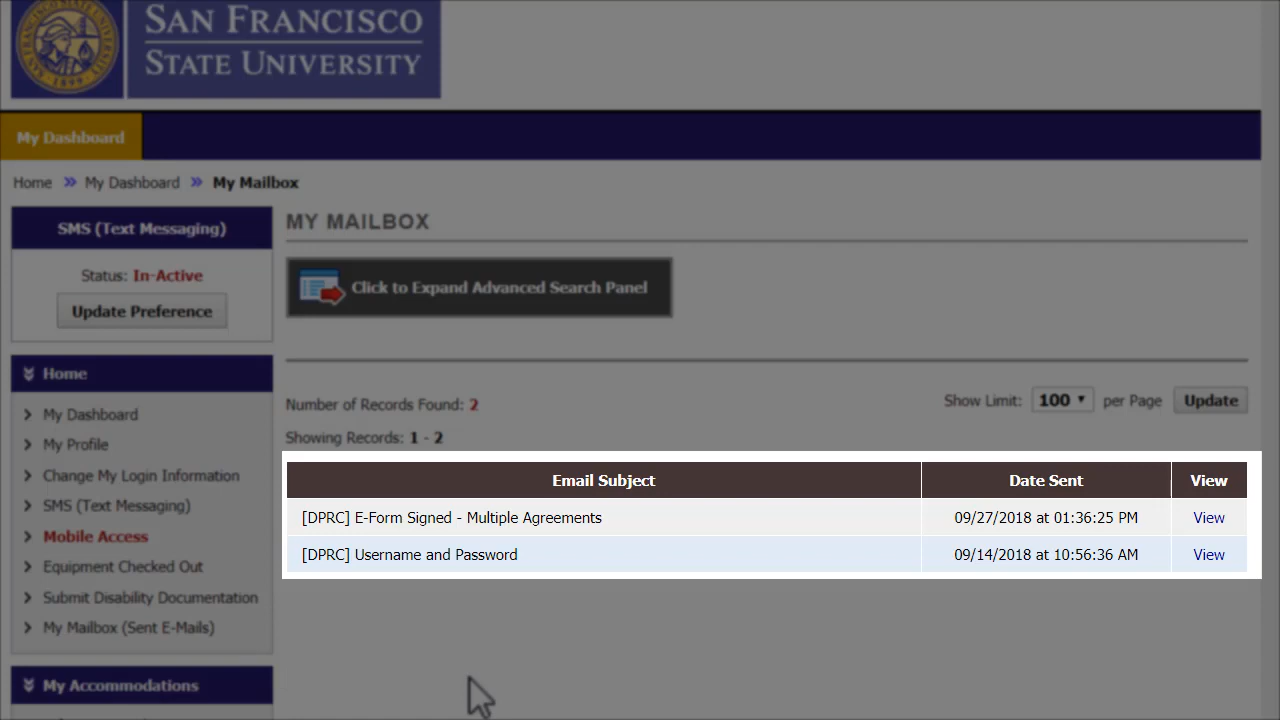 SAN FRANCISCO
STATE UNIVERSITY
SAN FRANCISCO STATE UNIVERSITY
1899
My Dashboard
Home » My Dashboard » My Mailbox
SMS (Text Messaging)
Status: In-Active
Update Preference
Home
My Dashboard
My Profile
Change My Login Information
SMS (Text Messaging)
Mobile Access
Equipment Checked Out
Submit Disability Documentation
My Mailbox (Sent E-Mails)
My Accommodations
MY MAILBOX
Click to Expand Advanced Search Panel
Number of Records Found: 2
Show Limit: 100 per Page Update
Showing Records: 1 - 2
Email Subject Date Sent View
[DPRC] E-Form Signed - Multiple Agreements 09/27/2018 at 01:36:25 PM View
[DPRC] Username and Password 09/14/2018 at 10:56:36 AM View